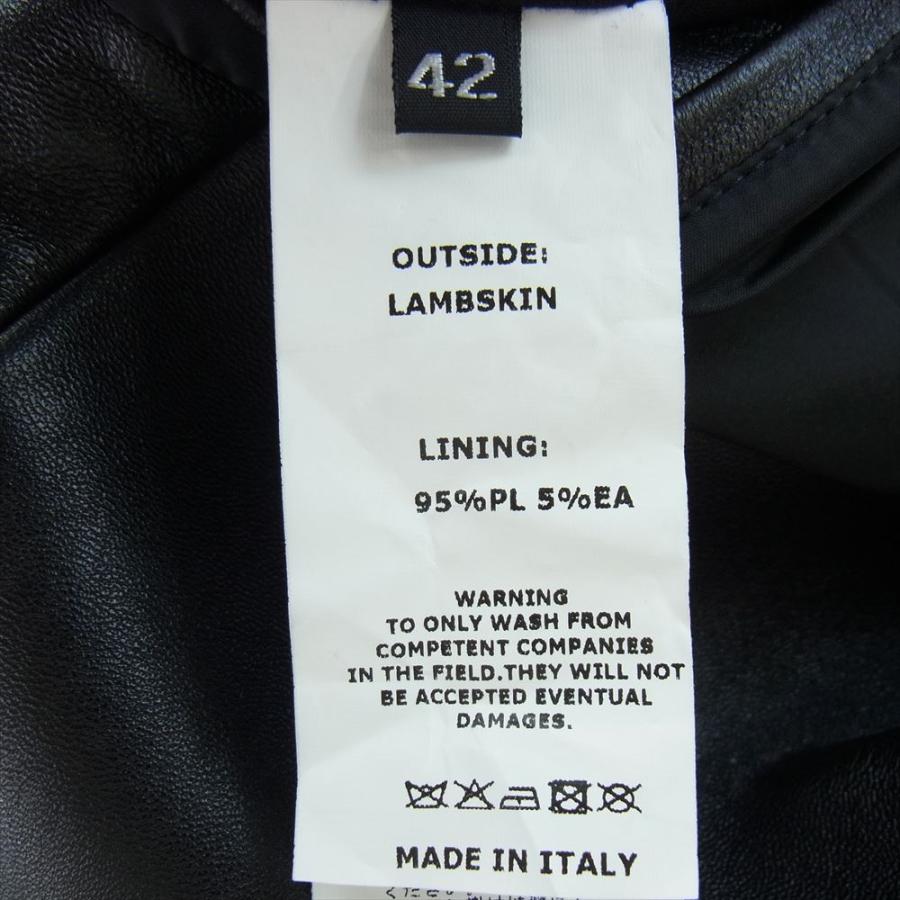 42
OUTSIDE:
LAMBSKIN
LINING:
95%PL 5%EA
WARNING
TO ONLY WASH FROM
COMPETENT COMPANIES
IN THE FIELD.THEY WILL NOT
BE ACCEPTED EVENTUAL
DAMAGES.
MADE IN ITALY